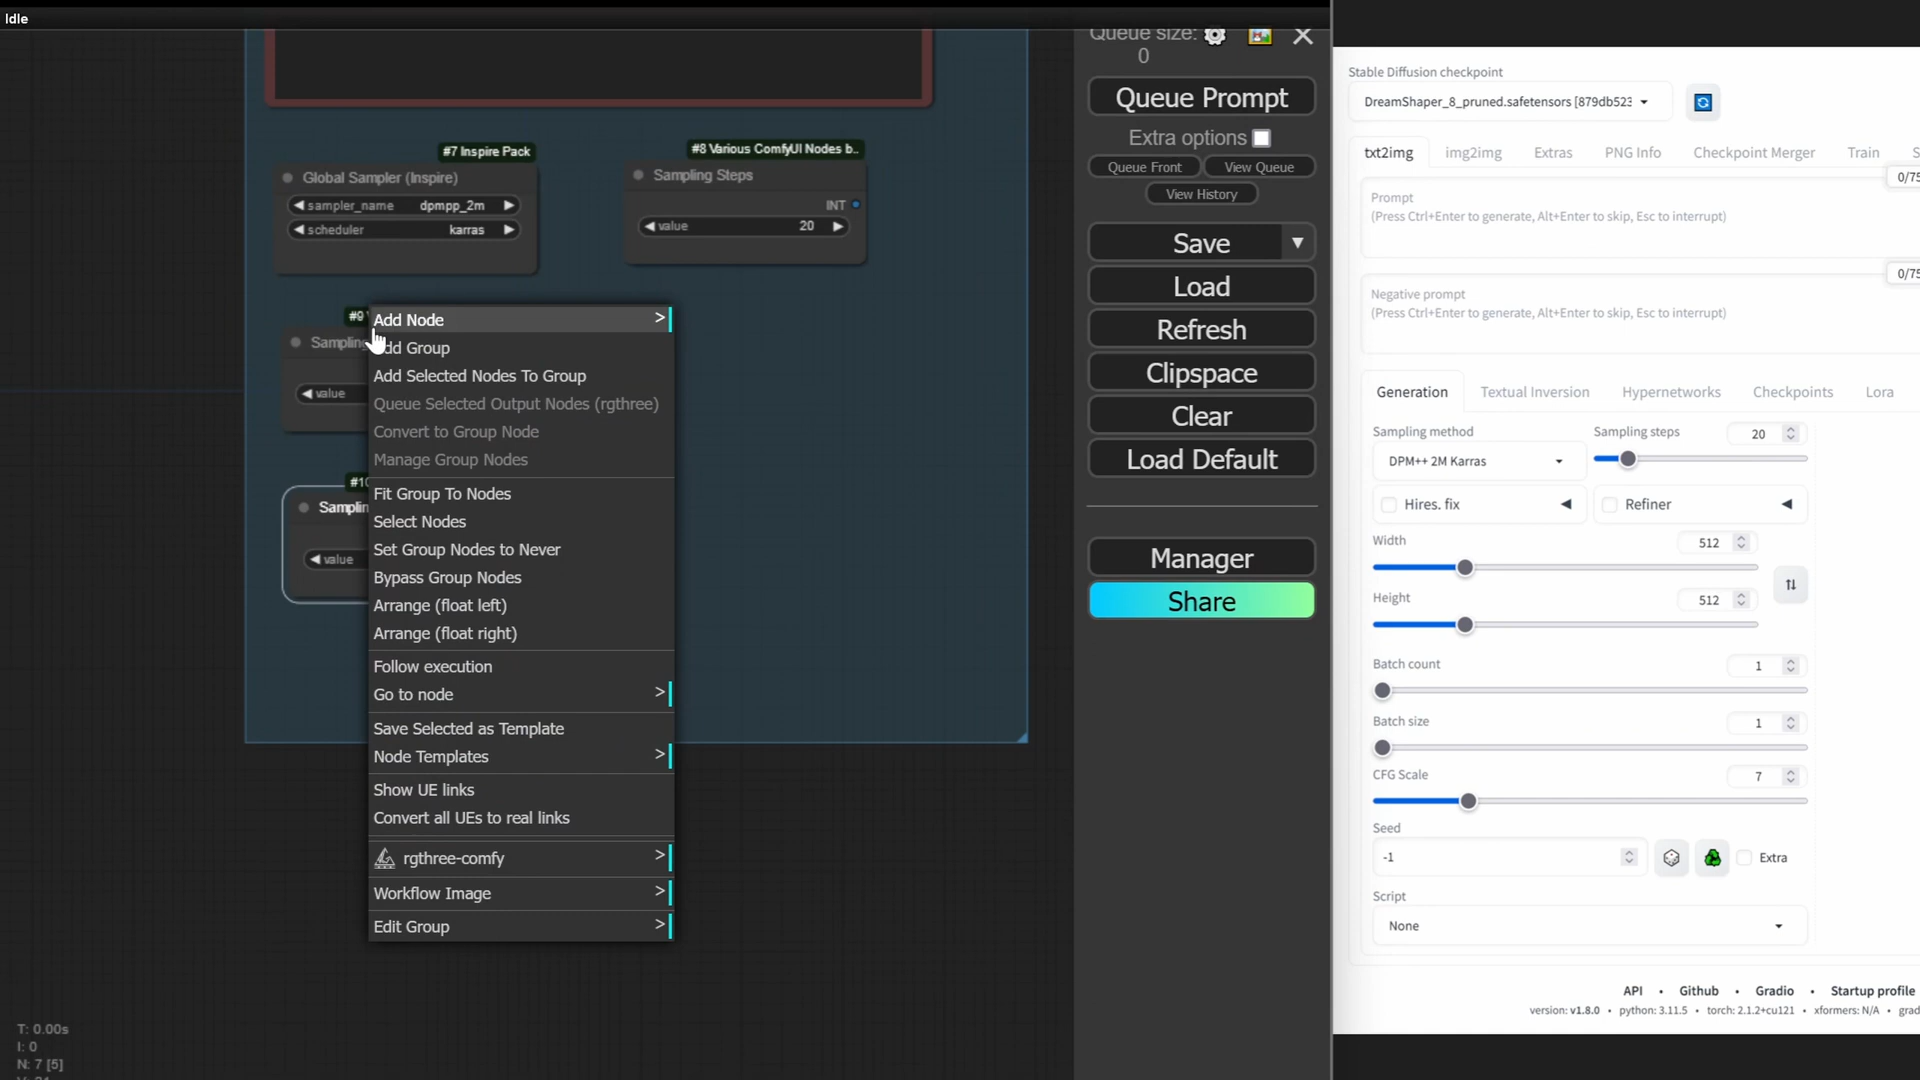 Idle
#7 Inspire Pack
Global Sampler (Inspire)
sampler_name dpmpp_2m
scheduler karras
#8 Various ComfyUI Nodes b..
Sampling Steps
INT
value 20
#9
Sampling
value
#10
Samplin
value
Add Node >
dd Group
Add Selected Nodes To Group
Queue Selected Output Nodes (rgthree)
Convert to Group Node
Manage Group Nodes
Fit Group To Nodes
Select Nodes
Set Group Nodes to Never
Bypass Group Nodes
Arrange (float left)
Arrange (float right)
Follow execution
Go to node >
Save Selected as Template
Node Templates >
Show UE links
Convert all UEs to real links
rgthree-comfy >
Workflow Image >
Edit Group >
T: 0.00s
I: 0
N: 7 [5]
Queue size:
0
Queue Prompt
Extra options
Queue Front View Queue
View History
Save
Load
Refresh
Clipspace
Clear
Load Default
Manager
Share
Stable Diffusion checkpoint
DreamShaper_8_pruned.safetensors [879db523
txt2img img2img Extras PNG Info Checkpoint Merger Train S
0/75
Prompt
(Press Ctrl+Enter to generate, Alt+Enter to skip, Esc to interrupt)
0/75
Negative prompt
(Press Ctrl+Enter to generate, Alt+Enter to skip, Esc to interrupt)
Generation Textual Inversion Hypernetworks Checkpoints Lora
Sampling method
DPM++ 2M Karras
Sampling steps 20
Hires. fix
Refiner
Width 512
Height 512
Batch count 1
Batch size 1
CFG Scale 7
Seed
-1
Extra
Script
None
API • Github • Gradio • Startup profile
version: v1.8.0 • python: 3.11.5 • torch: 2.1.2+cu121 • xformers: N/A • grad